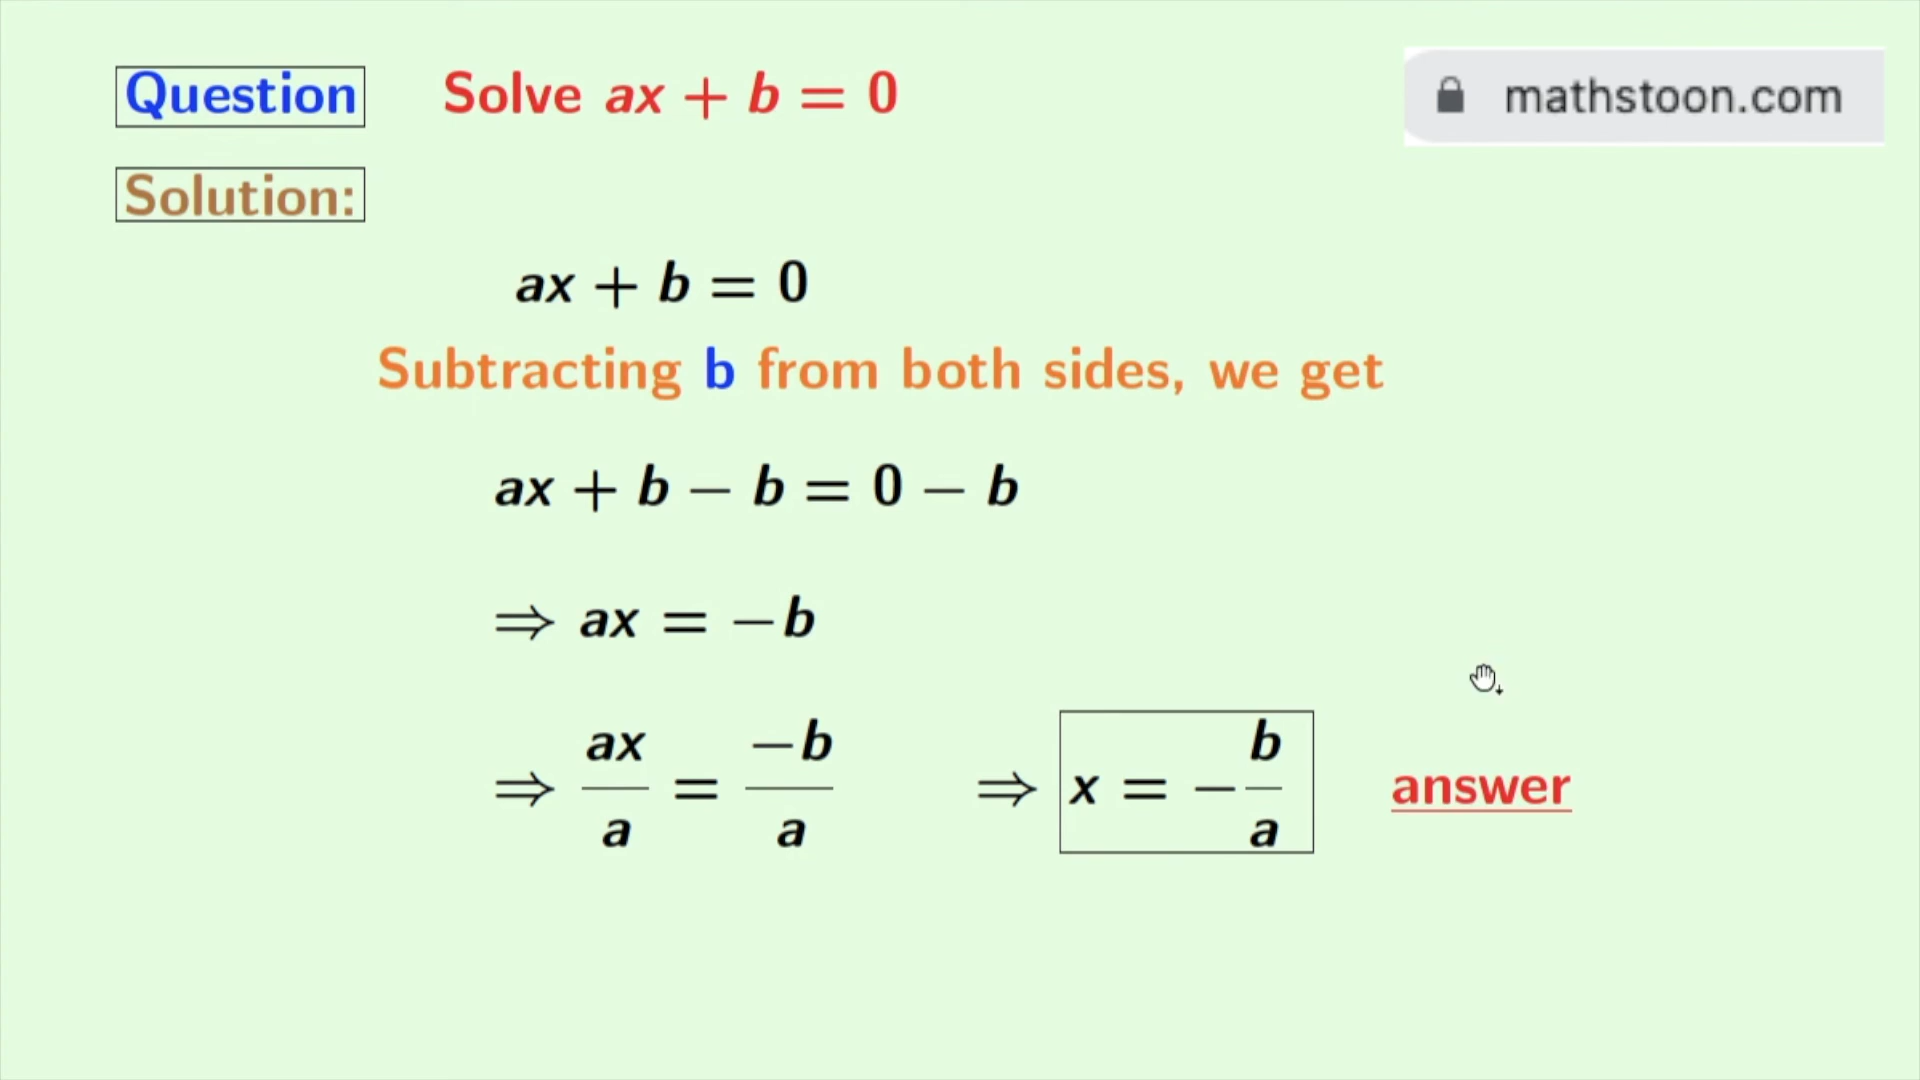 Question Solve ax + b = 0 mathstoon.com
Solution:
ax + b = 0
Subtracting b from both sides, we get
ax + b − b = 0 − b
⇒ ax = −b
⇒ ax/a = −b/a ⇒ x = −b/a answer